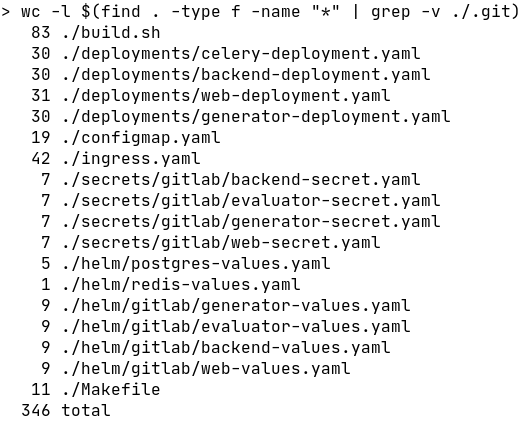 > wc -l $(find . -type f -name "*" | grep -v ./.git)
83 ./build.sh
30 ./deployments/celery-deployment.yaml
30 ./deployments/backend-deployment.yaml
31 ./deployments/web-deployment.yaml
30 ./deployments/generator-deployment.yaml
19 ./configmap.yaml
42 ./ingress.yaml
7 ./secrets/gitlab/backend-secret.yaml
7 ./secrets/gitlab/evaluator-secret.yaml
7 ./secrets/gitlab/generator-secret.yaml
7 ./secrets/gitlab/web-secret.yaml
5 ./helm/postgres-values.yaml
1 ./helm/redis-values.yaml
9 ./helm/gitlab/generator-values.yaml
9 ./helm/gitlab/evaluator-values.yaml
9 ./helm/gitlab/backend-values.yaml
9 ./helm/gitlab/web-values.yaml
11 ./Makefile
346 total